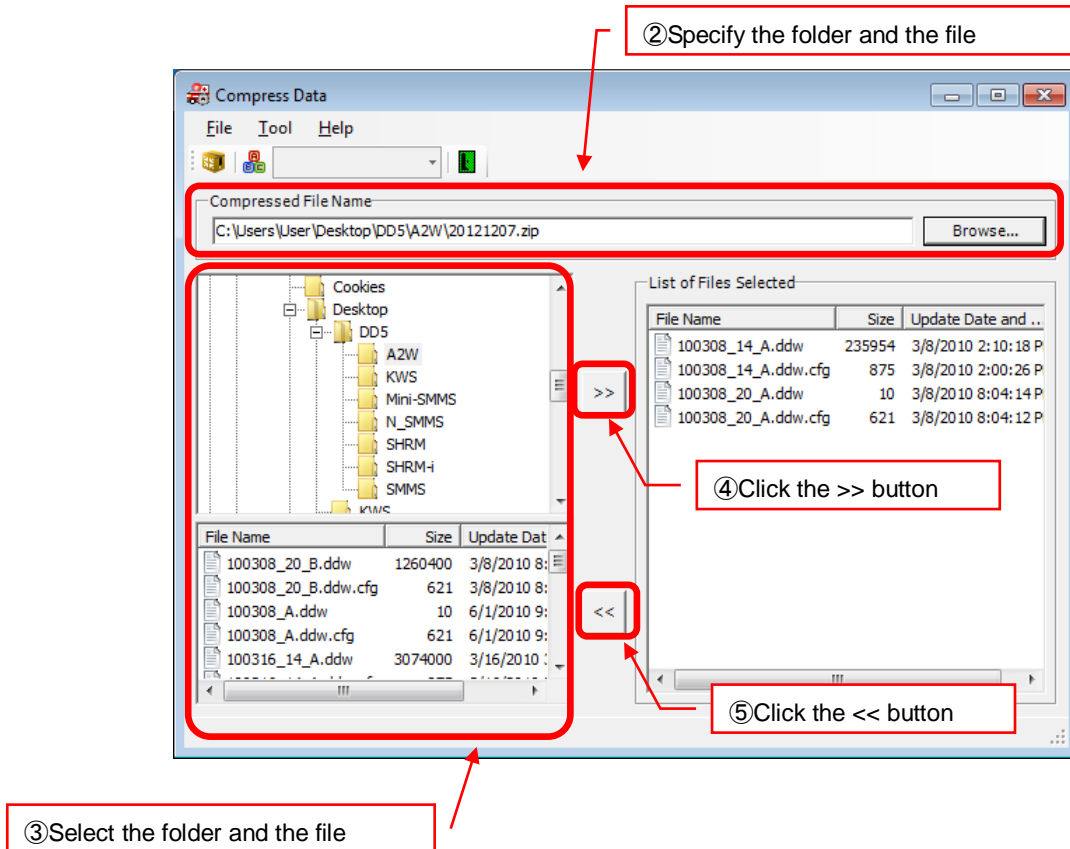 ②Specify the folder and the file
Compress Data
File Tool Help
Compressed File Name
C:\Users\User\Desktop\DD5\A2W\20121207.zip
Browse...
Cookies
Desktop
DD5
A2W
KWS
Mini-SMMS
N_SMMS
SHRM
SHRM-i
SMMS
KWS
File Name Size Update Dat
100308_20_B.ddw 1260400 3/8/2010 8:
100308_20_B.ddw.cfg 621 3/8/2010 8:
100308_A.ddw 10 6/1/2010 9:
100308_A.ddw.cfg 621 6/1/2010 9:
100316_14_A.ddw 3074000 3/16/2010
>>
<<
List of Files Selected
File Name Size Update Date and ..
100308_14_A.ddw 235954 3/8/2010 2:10:18 P
100308_14_A.ddw.cfg 875 3/8/2010 2:00:26 P
100308_20_A.ddw 10 3/8/2010 8:04:14 P
100308_20_A.ddw.cfg 621 3/8/2010 8:04:12 P
④Click the >> button
⑤Click the << button
③Select the folder and the file